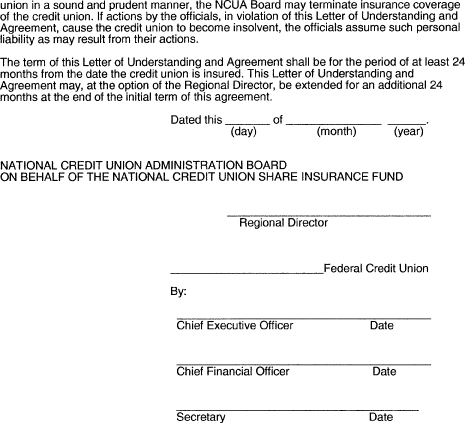 union in a sound and prudent manner, the NCUA Board may terminate insurance coverage
of the credit union. If actions by the officials, in violation of this Letter of Understanding and
Agreement, cause the credit union to become insolvent, the officials assume such personal
liability as may result from their actions.
The term of this Letter of Understanding and Agreement shall be for the period of at least 24
months from the date the credit union is insured. This Letter of Understanding and
Agreement may, at the option of the Regional Director, be extended for an additional 24
months at the end of the initial term of this agreement.
Dated this _______ of _______________ ______.
(day) (month) (year)
NATIONAL CREDIT UNION ADMINISTRATION BOARD
ON BEHALF OF THE NATIONAL CREDIT UNION SHARE INSURANCE FUND
Regional Director
________________________Federal Credit Union
By:
Chief Executive Officer Date
Chief Financial Officer Date
Secretary Date